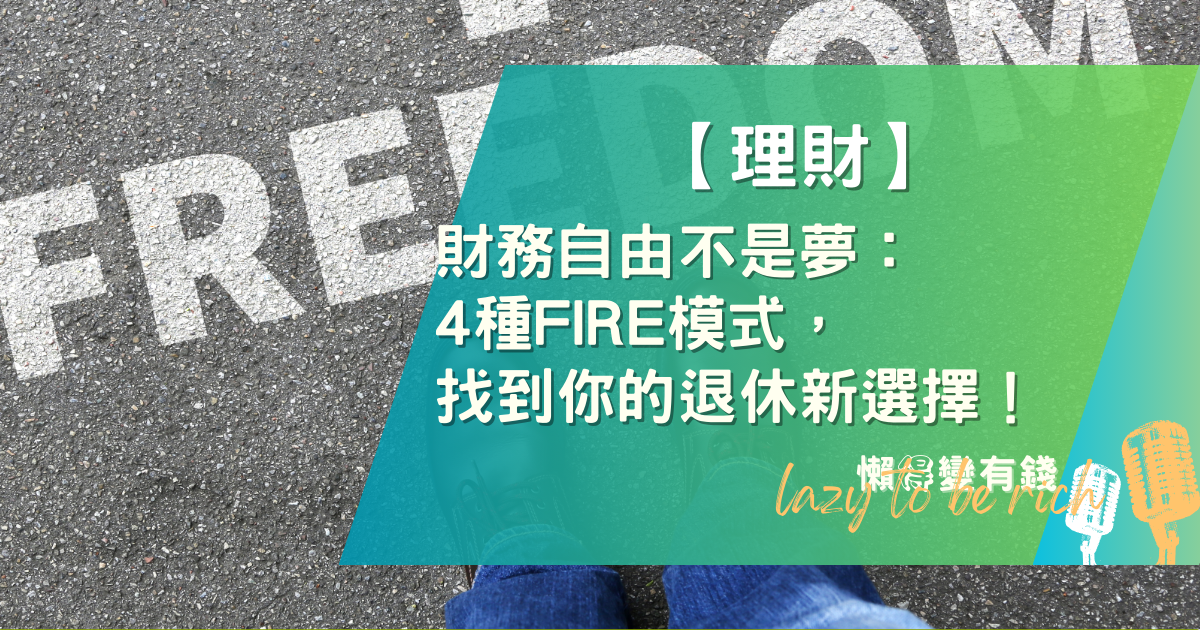 FREEDOM
【理財】
財務自由不是夢：
4種FIRE模式，
找到你的退休新選擇！
懶得變有錢
lazy to be rich